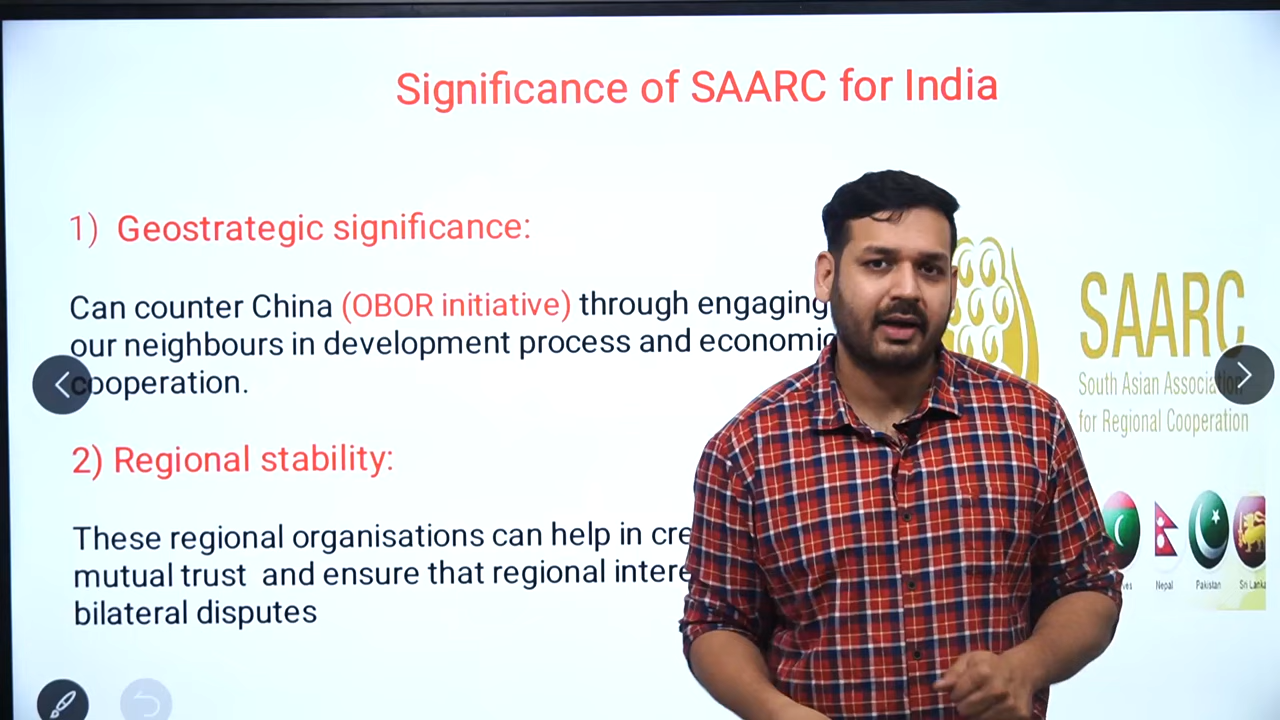 Significance of SAARC for India
1) Geostrategic significance:
Can counter China (OBOR initiative) through engaging
our neighbours in development process and economic
cooperation.
2) Regional stability:
These regional organisations can help in cre
mutual trust and ensure that regional intere
bilateral disputes
SAARC
South Asian Association
for Regional Cooperation
ves Nepal Pakistan Sri Lanka